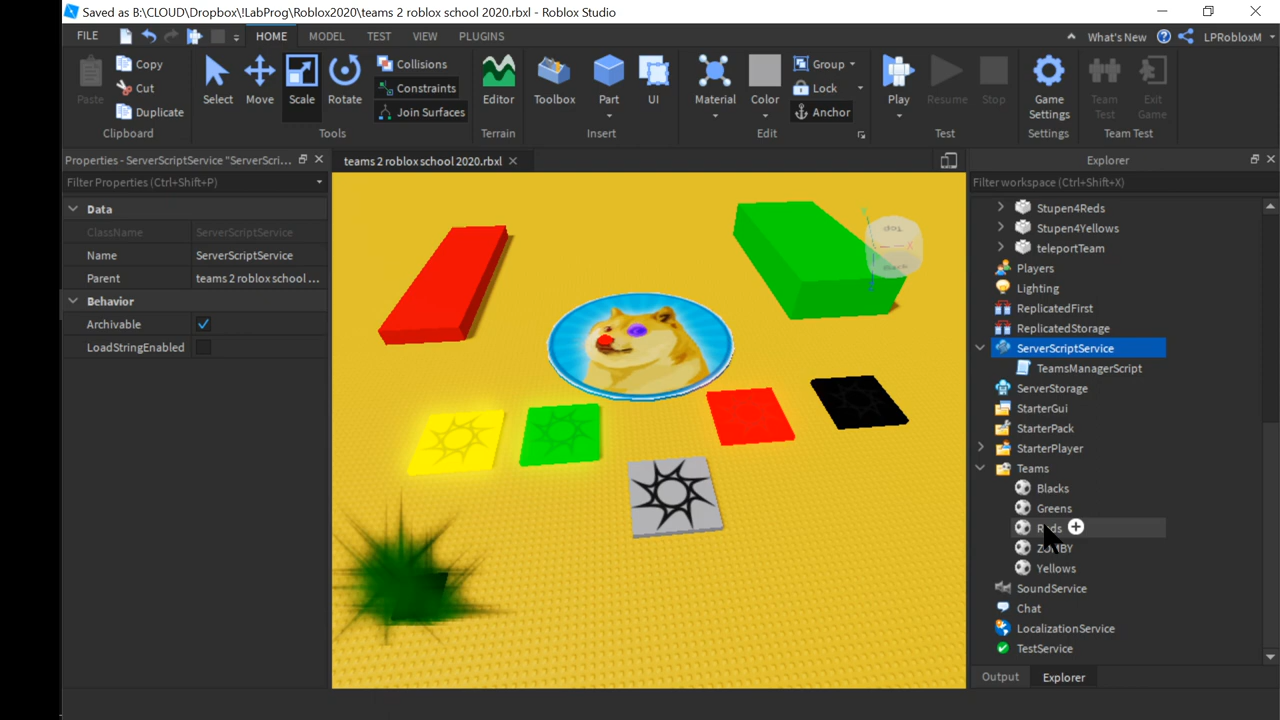 Saved as B:\CLOUD\Dropbox\!LabProg\Roblox2020\teams 2 roblox school 2020.rbxl - Roblox Studio
FILE HOME MODEL TEST VIEW PLUGINS What's New LPRobloxM
Paste Copy Cut Duplicate Clipboard
Select Move Scale Rotate Collisions Constraints Join Surfaces Tools
Editor Terrain
Toolbox Part UI Insert
Material Color Group Lock Anchor Edit
Play Resume Stop Test
Game Settings Settings
Team Test Exit Game Team Test
Properties - ServerScriptService "ServerScri...
Filter Properties (Ctrl+Shift+P)
Data
ClassName ServerScriptService
Name ServerScriptService
Parent teams 2 roblox school ...
Behavior
Archivable
LoadStringEnabled
teams 2 roblox school 2020.rbxl
Top
Explorer
Filter workspace (Ctrl+Shift+X)
Stupen4Reds
Stupen4Yellows
teleportTeam
Players
Lighting
ReplicatedFirst
ReplicatedStorage
ServerScriptService
TeamsManagerScript
ServerStorage
StarterGui
StarterPack
StarterPlayer
Teams
Blacks
Greens
Reds
ZOMBY
Yellows
SoundService
Chat
LocalizationService
TestService
Output Explorer